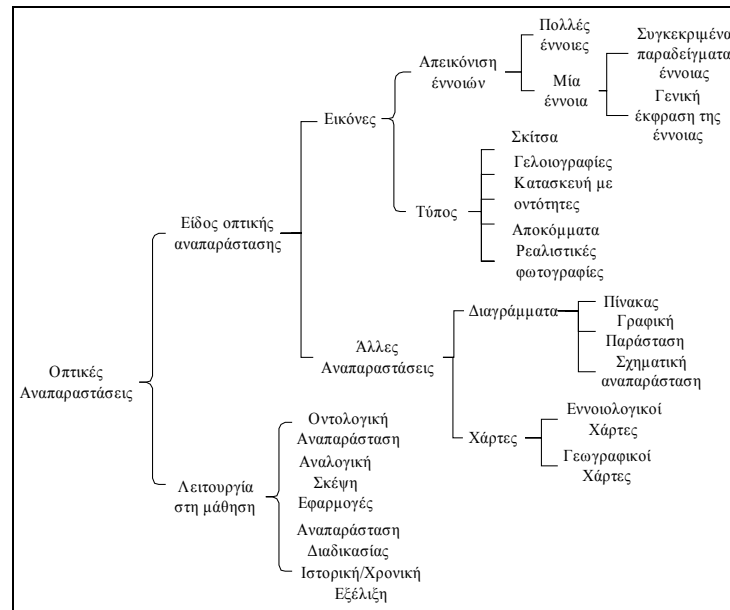 Πολλές
έννοιες
Συγκεκριμένα
παραδείγματα
έννοιας
Απεικόνιση
έννοιών
Μία
έννοια
Γενική
έκφραση της
έννοιας
Εικόνες
Σκίτσα
Γελοιογραφίες
Κατασκευή με
οντότητες
Τύπος
Αποκόμματα
Ρεαλιστικές
φωτογραφίες
Είδος οπτικής
αναπαράστασης
Διαγράμματα
Πίνακας
Γραφική
Παράσταση
Σχηματική
αναπαράσταση
Άλλες
Αναπαραστάσεις
Οπτικές
Αναπαραστάσεις
Χάρτες
Εννοιολογικοί
Χάρτες
Γεωγραφικοί
Χάρτες
Λειτουργία
στη μάθηση
Οντολογική
Αναπαράσταση
Αναλογική
Σκέψη
Εφαρμογές
Αναπαράσταση
Διαδικασίας
Ιστορική/Χρονική
Εξέλιξη